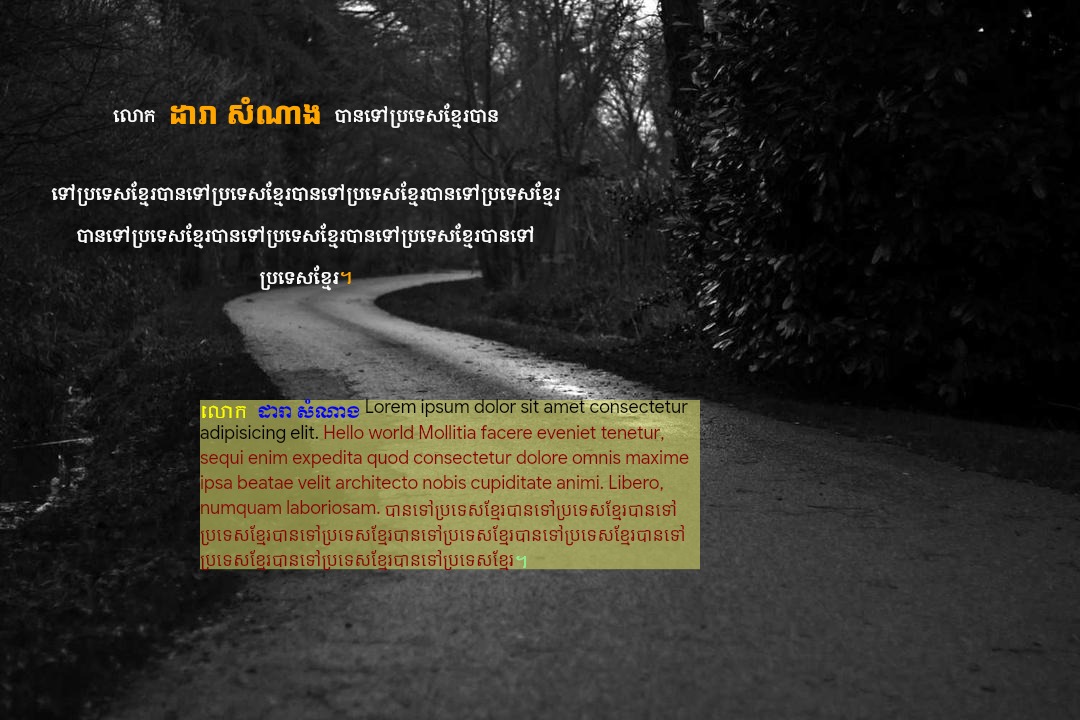 លោក ដារា សំណាង បានទៅប្រទេសខ្មែរបាន
ទៅប្រទេសខ្មែរបានទៅប្រទេសខ្មែរបានទៅប្រទេសខ្មែរបានទៅប្រទេសខ្មែរ
បានទៅប្រទេសខ្មែរបានទៅប្រទេសខ្មែរបានទៅប្រទេសខ្មែរបានទៅ
ប្រទេសខ្មែរ។
លោក ដារា សំណាង Lorem ipsum dolor sit amet consectetur
adipisicing elit. Hello world Mollitia facere eveniet tenetur,
sequi enim expedita quod consectetur dolore omnis maxime
ipsa beatae velit architecto nobis cupiditate animi. Libero,
numquam laboriosam. បានទៅប្រទេសខ្មែរបានទៅប្រទេសខ្មែរបានទៅ
ប្រទេសខ្មែរបានទៅប្រទេសខ្មែរបានទៅប្រទេសខ្មែរបានទៅប្រទេសខ្មែរបានទៅ
ប្រទេសខ្មែរបានទៅប្រទេសខ្មែរបានទៅប្រទេសខ្មែរ។